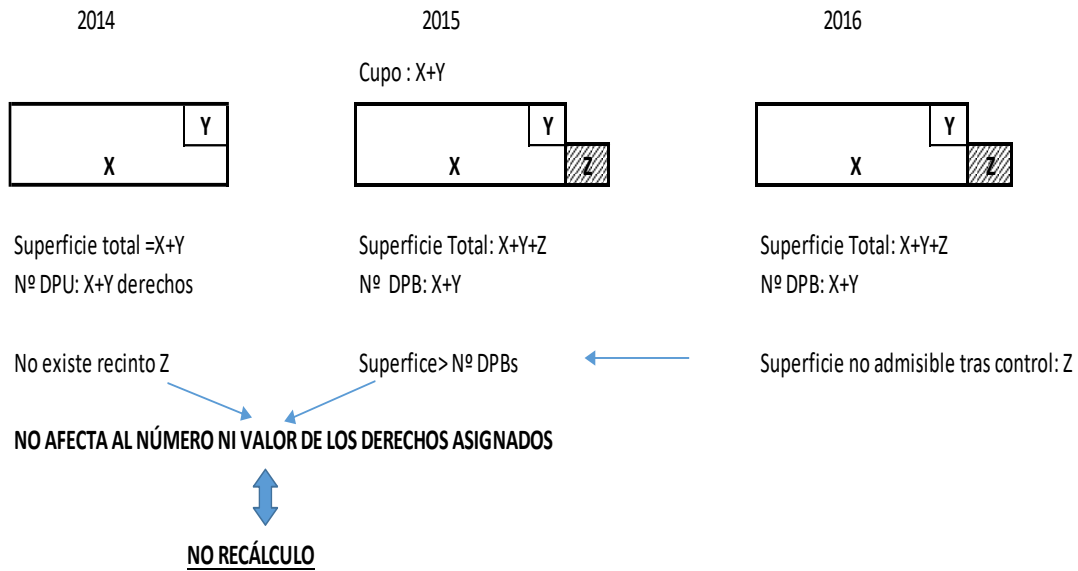 2014 2015 2016
Cupo : X+Y
Y Y Y
X X Z X Z
Superficie total =X+Y Superficie Total: X+Y+Z Superficie Total: X+Y+Z
Nº DPU: X+Y derechos Nº DPB: X+Y Nº DPB: X+Y
No existe recinto Z Superfice> Nº DPBs Superficie no admisible tras control: Z
NO AFECTA AL NÚMERO NI VALOR DE LOS DERECHOS ASIGNADOS
NO RECÁLCULO